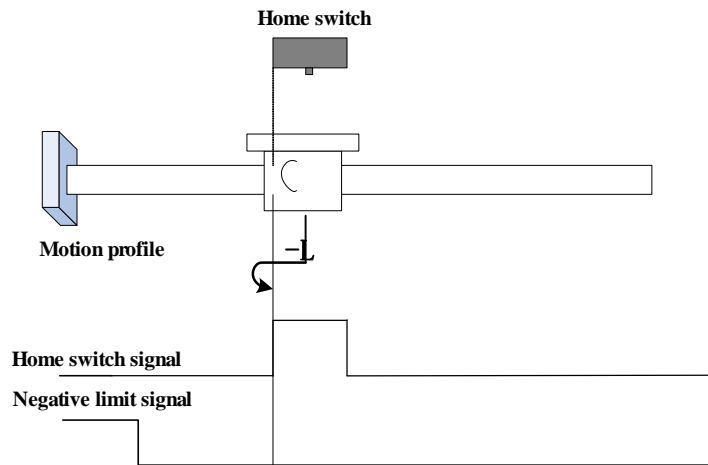 Home switch
Motion profile
−L
Home switch signal
Negative limit signal